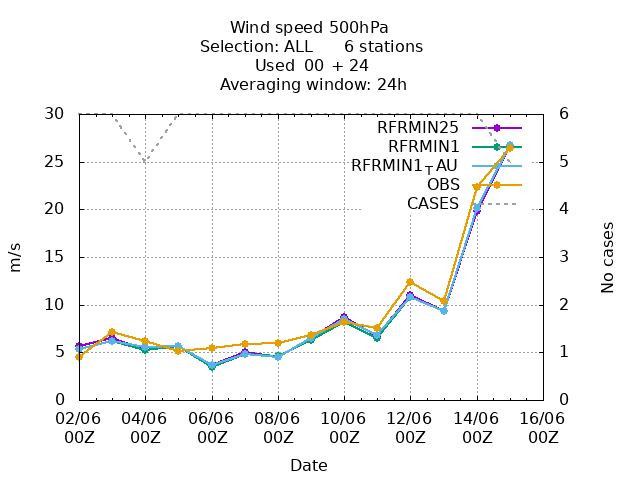 Wind speed 500hPa
Selection: ALL 6 stations
Used 00 + 24
Averaging window: 24h
30 6
RFRMIN25
RFRMIN1
25 5
RFRMIN1TAU
OBS
20 CASES 4
m/s
No cases
15 3
10 2
5 1
0 0
02/06 04/06 06/06 08/06 10/06 12/06 14/06 16/06
00Z 00Z 00Z 00Z 00Z 00Z 00Z 00Z
Date